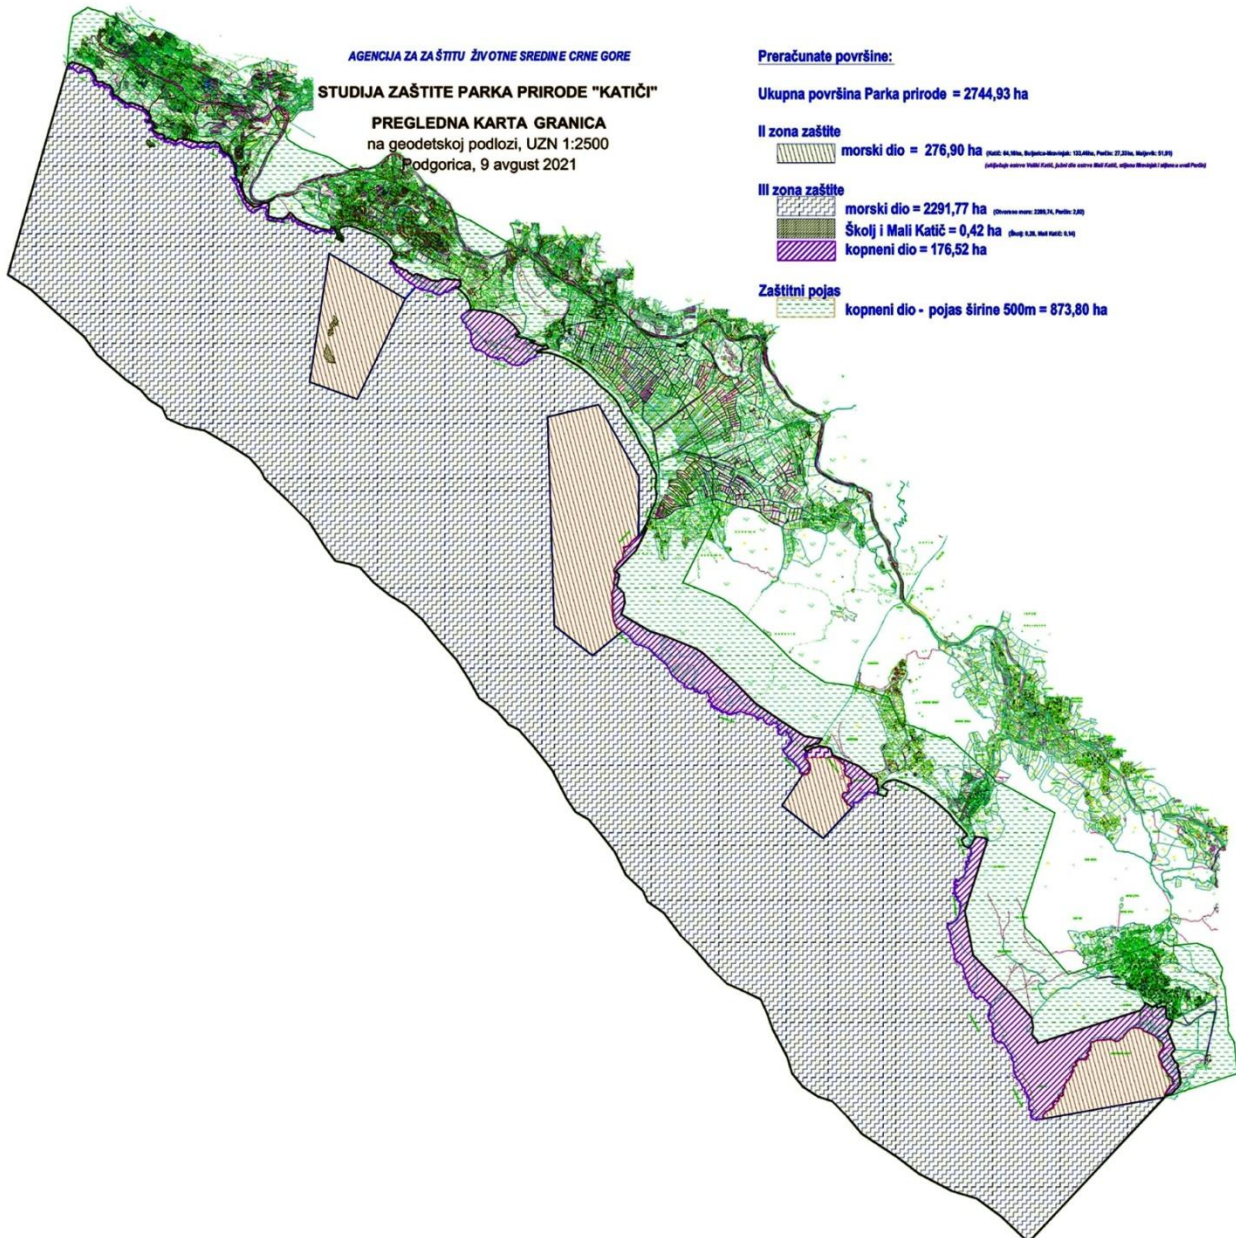 AGENCIJA ZA ZAŠTITU ŽIVOTNE SREDINE CRNE GORE
STUDIJA ZAŠTITE PARKA PRIRODE "KATIČI"
PREGLEDNA KARTA GRANICA
na geodetskoj podlozi, UZN 1:2500
Podgorica, 9 avgust 2021
Preračunate površine:
Ukupna površina Parka prirode = 2744,93 ha
II zona zaštite
morski dio = 276,90 ha
III zona zaštite
morski dio = 2291,77 ha
Školj i Mali Katič = 0,42 ha
kopneni dio = 176,52 ha
Zaštitni pojas
kopneni dio - pojas širine 500m = 873,80 ha